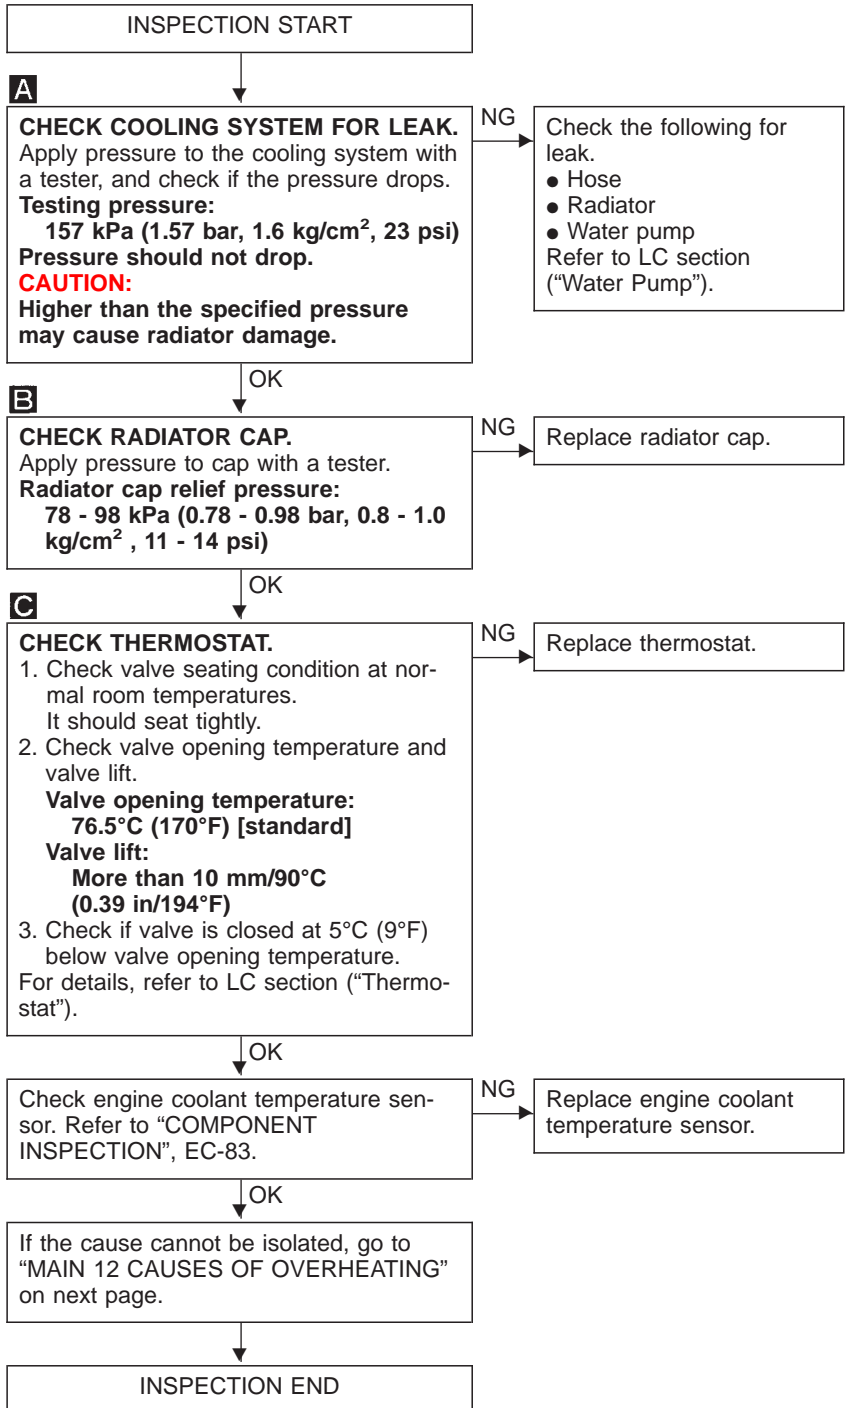 INSPECTION START
A
CHECK COOLING SYSTEM FOR LEAK.
Apply pressure to the cooling system with
a tester, and check if the pressure drops.
Testing pressure:
157 kPa (1.57 bar, 1.6 kg/cm², 23 psi)
Pressure should not drop.
CAUTION:
Higher than the specified pressure
may cause radiator damage.
NG
Check the following for
leak.
● Hose
● Radiator
● Water pump
Refer to LC section
(“Water Pump”).
OK
B
CHECK RADIATOR CAP.
Apply pressure to cap with a tester.
Radiator cap relief pressure:
78 - 98 kPa (0.78 - 0.98 bar, 0.8 - 1.0
kg/cm² , 11 - 14 psi)
NG
Replace radiator cap.
OK
C
CHECK THERMOSTAT.
1. Check valve seating condition at nor-
mal room temperatures.
It should seat tightly.
2. Check valve opening temperature and
valve lift.
Valve opening temperature:
76.5°C (170°F) [standard]
Valve lift:
More than 10 mm/90°C
(0.39 in/194°F)
3. Check if valve is closed at 5°C (9°F)
below valve opening temperature.
For details, refer to LC section (“Thermo-
stat”).
NG
Replace thermostat.
OK
Check engine coolant temperature sen-
sor. Refer to “COMPONENT
INSPECTION”, EC-83.
NG
Replace engine coolant
temperature sensor.
OK
If the cause cannot be isolated, go to
“MAIN 12 CAUSES OF OVERHEATING”
on next page.
INSPECTION END